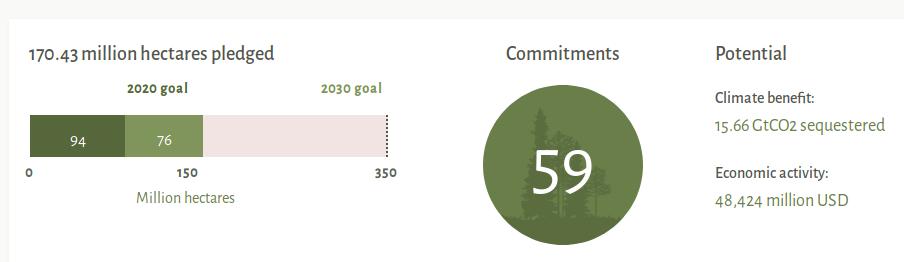 170.43 million hectares pledged
2020 goal 2030 goal
94 76
0 150 350
Million hectares
Commitments
59
Potential
Climate benefit:
15.66 GtCO2 sequestered
Economic activity:
48,424 million USD